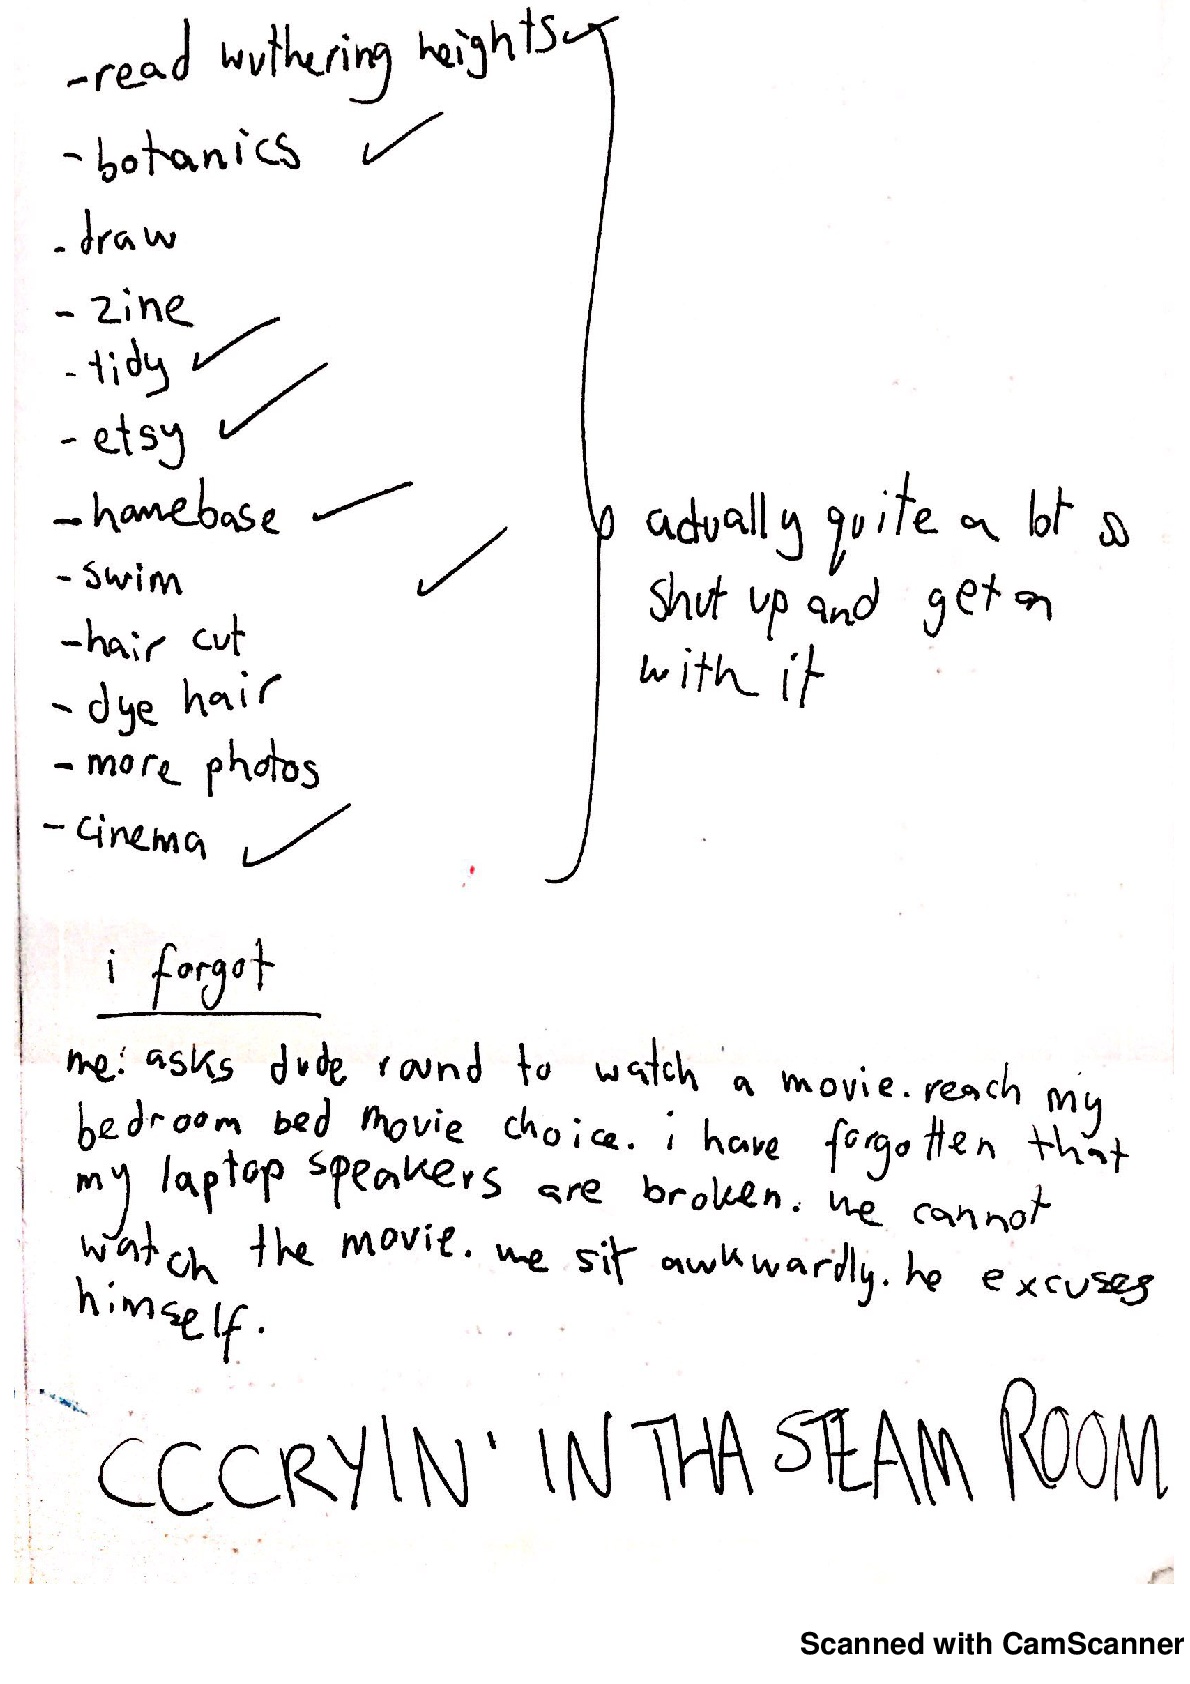 -read wuthering heights ✓
- botanics ✓
- draw
- zine
- tidy ✓
- etsy ✓
- homebase ✓
- swim ✓
- hair cut
- dye hair
- more photos
- cinema ✓
actually quite a lot so
shut up and get on
with it
i forgot
me: asks dude round to watch a movie. reach my
bedroom bed movie choice. i have forgotten that
my laptop speakers are broken. we cannot
watch the movie. we sit awkwardly. he excuses
himself.
CCCRYIN' IN THA STEAM ROOM
Scanned with CamScanner